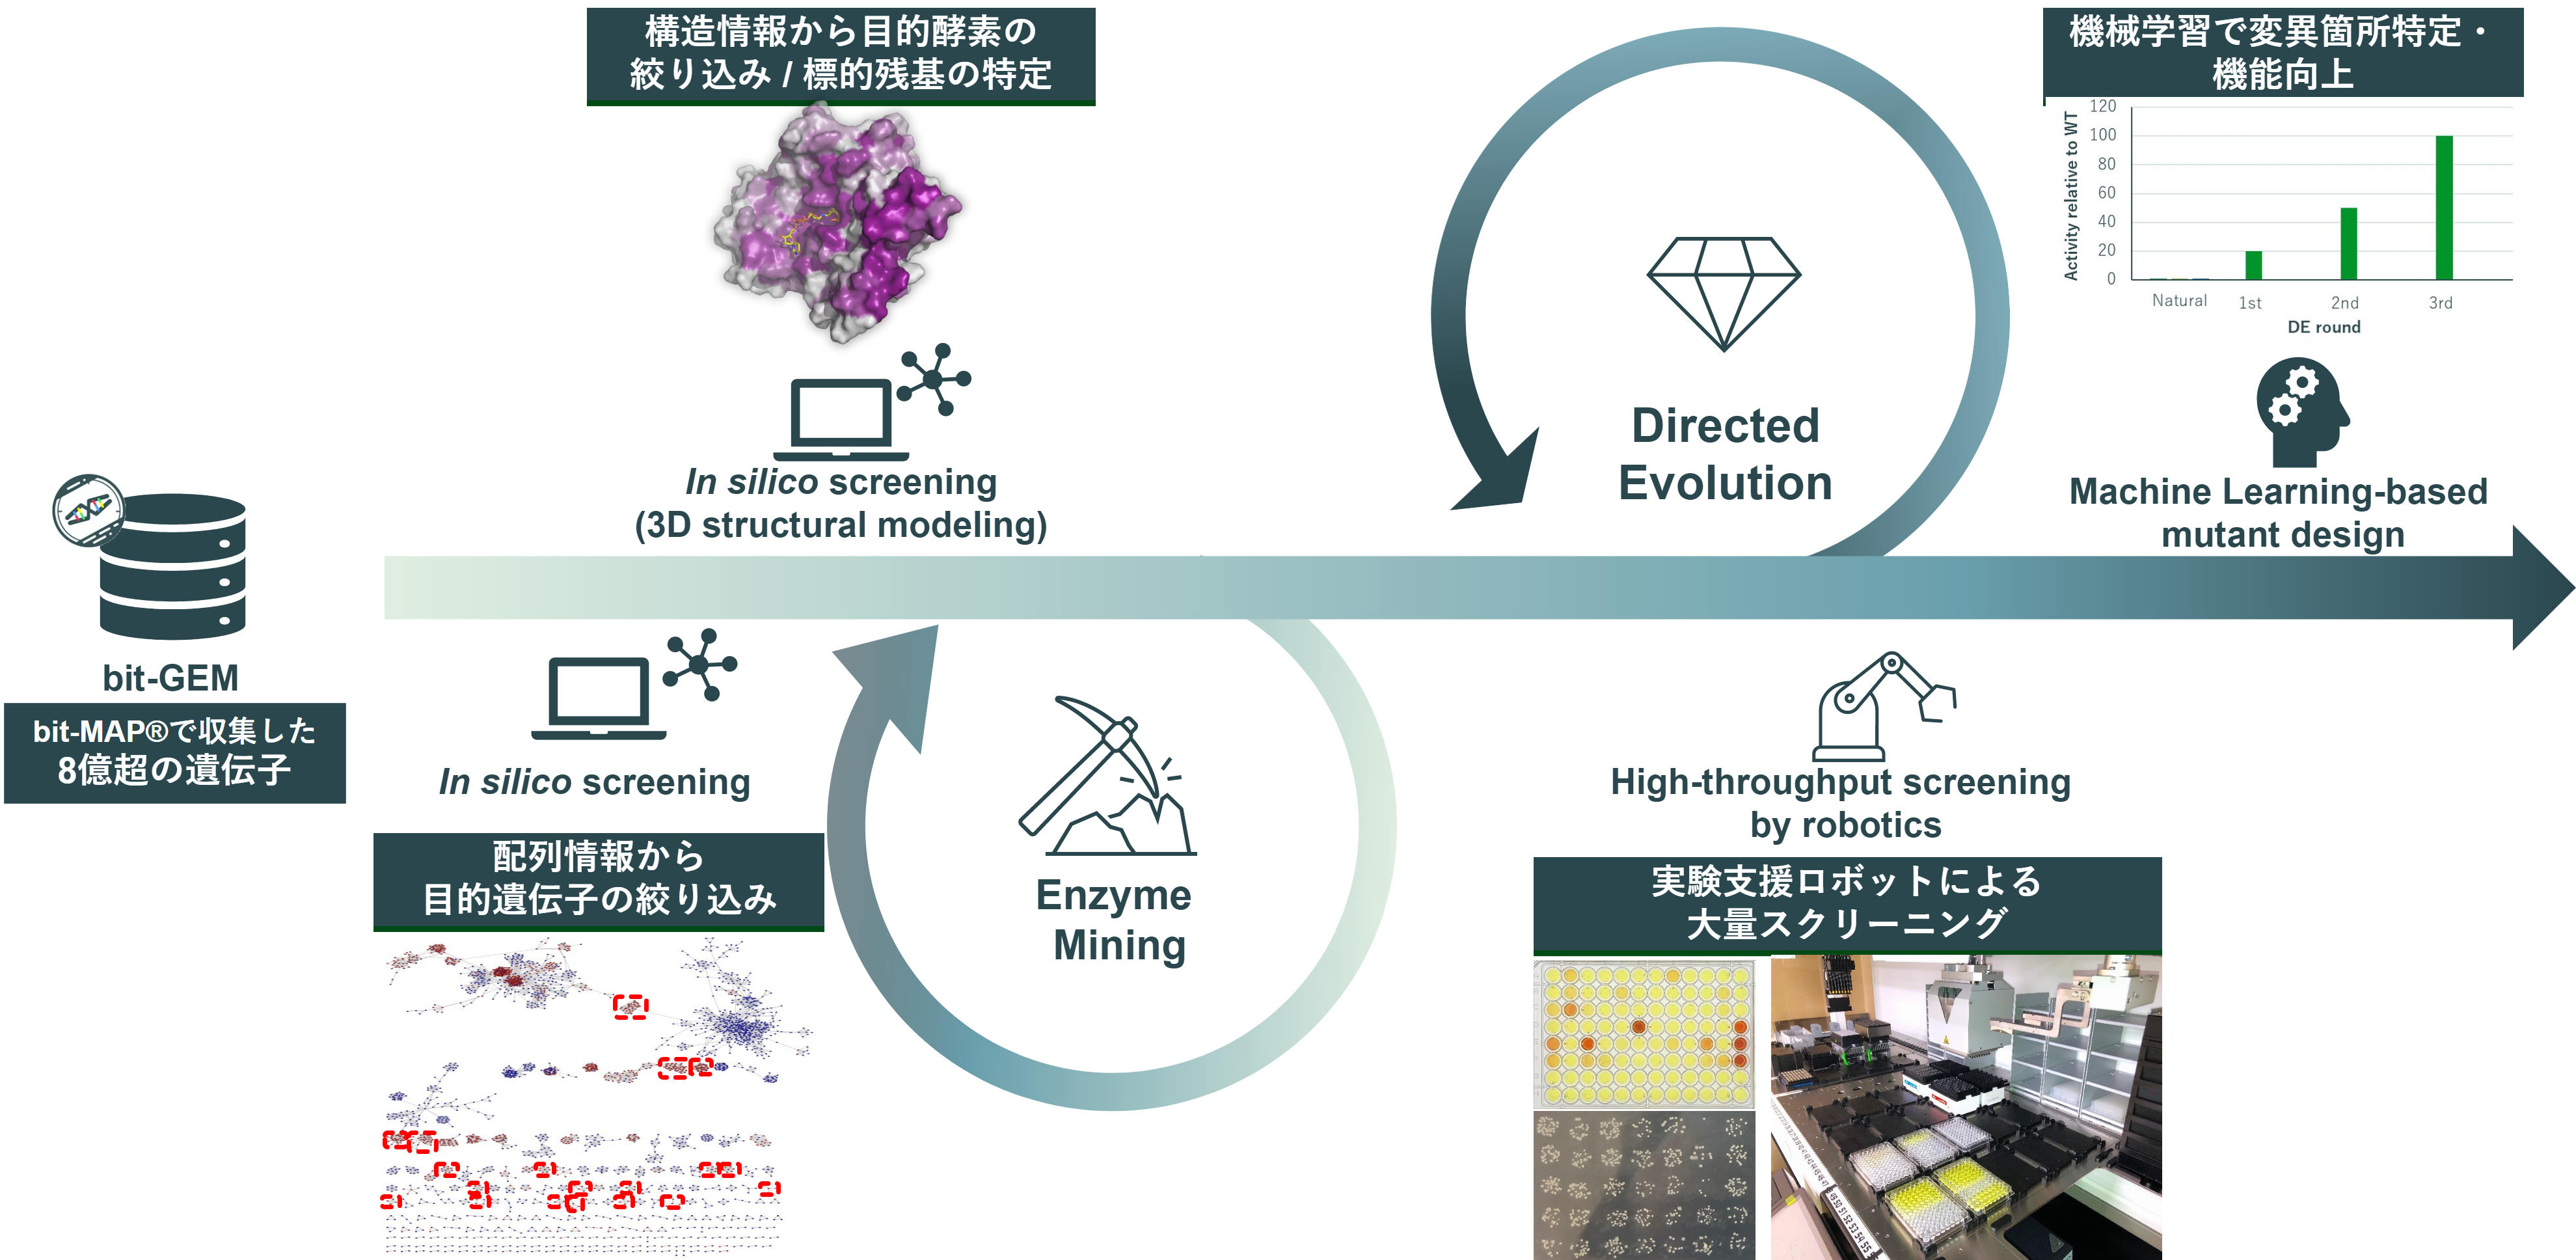 構造情報から目的酵素の
絞り込み / 標的残基の特定
In silico screening
(3D structural modeling)
bit-GEM
bit-MAP®で収集した
8億超の遺伝子
In silico screening
配列情報から
目的遺伝子の絞り込み
Enzyme
Mining
Directed
Evolution
機械学習で変異箇所特定・
機能向上
Activity relative to WT
120
100
80
60
40
20
0
Natural 1st 2nd 3rd
DE round
Machine Learning-based
mutant design
High-throughput screening
by robotics
実験支援ロボットによる
大量スクリーニング